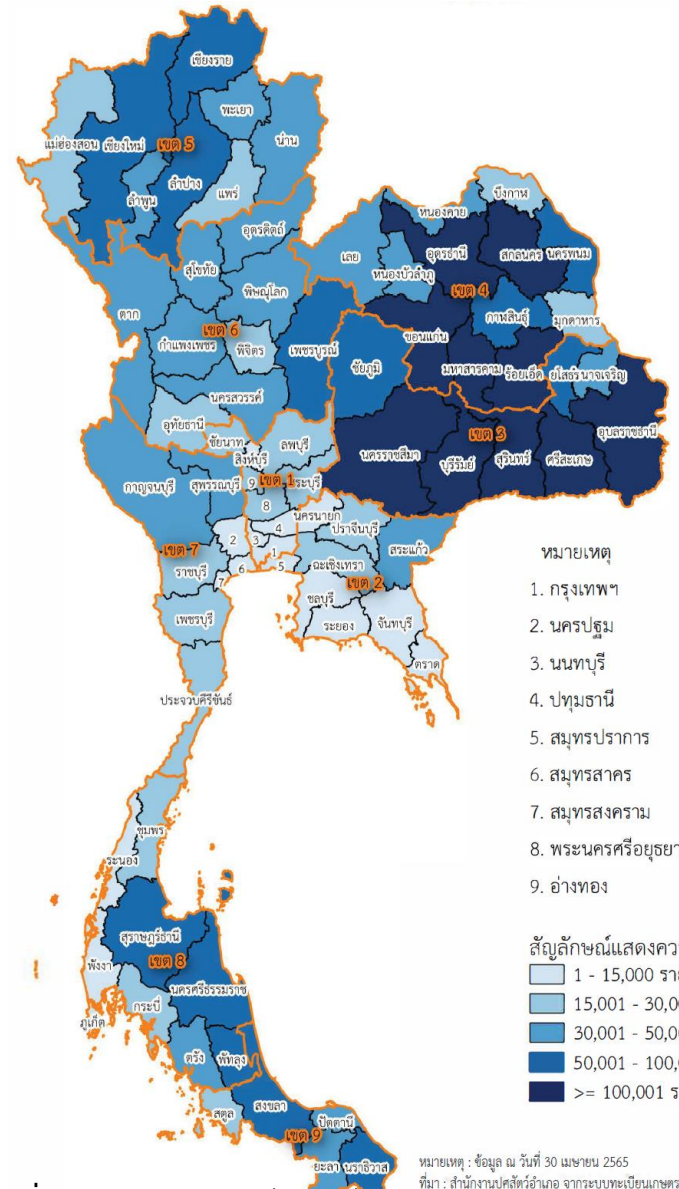 เชียงราย
พะเยา
แม่ฮ่องสอน เชียงใหม่ เขต 5 น่าน
ลำปาง
ลำพูน แพร่
บึงกาฬ
หนองคาย
อุตรดิตถ์
เลย อุดรธานี สกลนคร นครพนม
สุโขทัย
หนองบัวลำภู
พิษณุโลก
เขต 4
ตาก
กาฬสินธุ์ มุกดาหาร
เขต 6
กำแพงเพชร พิจิตร เพชรบูรณ์ ขอนแก่น
ชัยภูมิ มหาสารคาม ร้อยเอ็ด ยโสธร นาจเจริญ
นครสวรรค์
อุทัยธานี
อุบลราชธานี
ชัยนาท ลพบุรี เขต 3
สิงห์บุรี นครราชสีมา บุรีรัมย์ สุรินทร์ ศรีสะเกษ
กาญจนบุรี สุพรรณบุรี 9 เขต 1 ระบุรี
8 นครนายก
4 ปราจีนบุรี
สระแก้ว
2 3
เขต 7 1 ฉะเชิงเทรา
ราชบุรี 6 5
7 เขต 2
ชลบุรี
เพชรบุรี ระยอง จันทบุรี
ตราด
ประจวบคีรีขันธ์
ชุมพร
ระนอง
สุราษฎร์ธานี
พังงา เขต 8
นครศรีธรรมราช
กระบี่
ภูเก็ต
ตรัง พัทลุง
สตูล สงขลา
ปัตตานี
เขต 9
ยะลา นราธิวาส
หมายเหตุ
1. กรุงเทพฯ
2. นครปฐม
3. นนทบุรี
4. ปทุมธานี
5. สมุทรปราการ
6. สมุทรสาคร
7. สมุทรสงคราม
8. พระนครศรีอยุธยา
9. อ่างทอง
สัญลักษณ์แสดงควา
1 - 15,000 ราย
15,001 - 30,00
30,001 - 50,00
50,001 - 100,0
>= 100,001 ร
หมายเหตุ : ข้อมูล ณ วันที่ 30 เมษายน 2565
ที่มา : สำนักงานปศุสัตว์อำเภอ จากระบบทะเบียนเกษตร